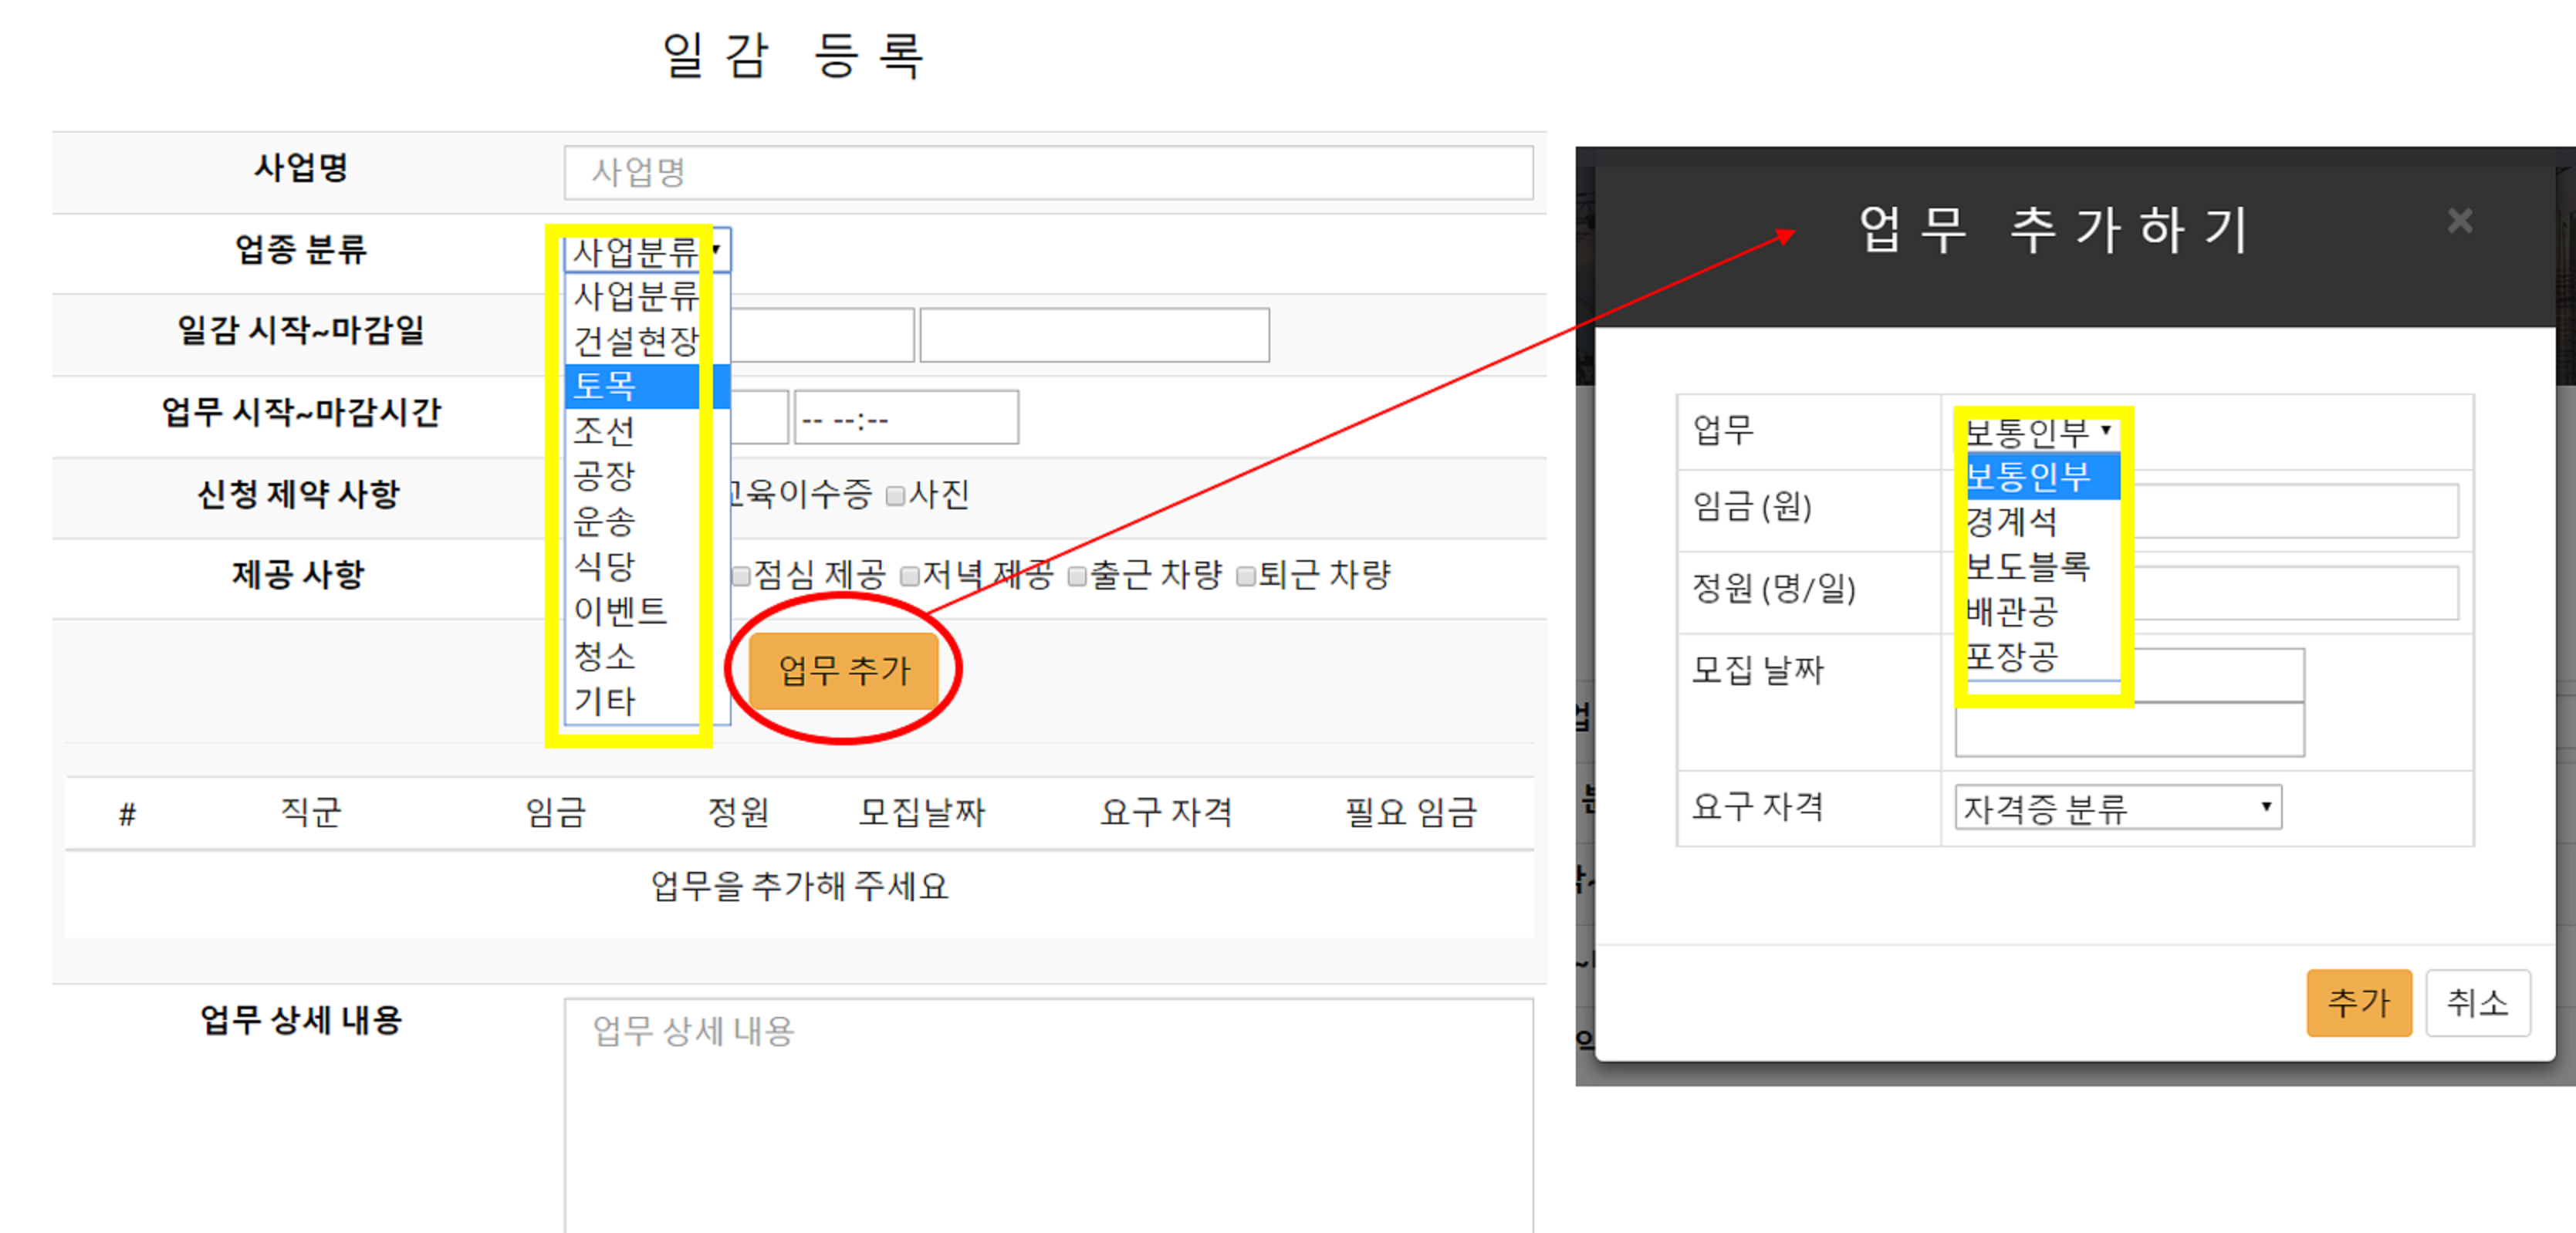 일감 등록
사업명 사업명
업종 분류 사업분류
사업분류
건설현장
토목
조선
공장
운송
식당
이벤트
청소
기타
일감 시작~마감일
업무 시작~마감시간 -- --:--
신청 제약 사항 교육이수증 사진
제공 사항 점심 제공 저녁 제공 출근 차량 퇴근 차량
업무 추가
# 직군 임금 정원 모집날짜 요구 자격 필요 임금
업무을 추가해 주세요
업무 상세 내용 업무 상세 내용
업무 추가하기 ×
업무 보통인부
보통인부
경계석
보도블록
배관공
포장공
임금 (원)
정원 (명/일)
모집 날짜
요구 자격 자격증 분류
추가 취소